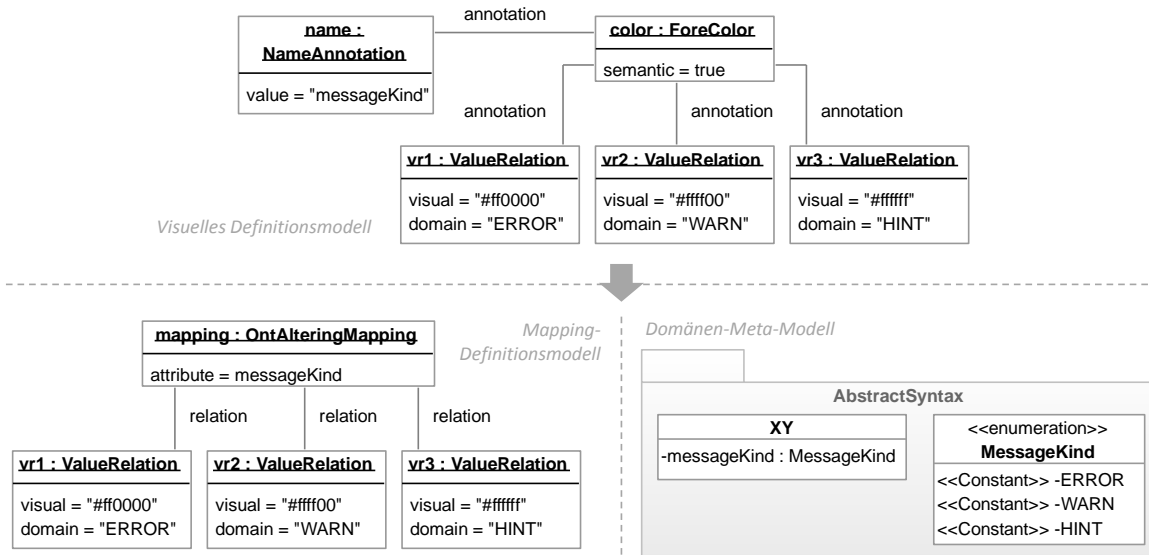 annotation
name :
NameAnnotation
value = "messageKind"
color : ForeColor
semantic = true
annotation
annotation
annotation
vr1 : ValueRelation
visual = "#ff0000"
domain = "ERROR"
vr2 : ValueRelation
visual = "#ffff00"
domain = "WARN"
vr3 : ValueRelation
visual = "#ffffff"
domain = "HINT"
Visuelles Definitionsmodell
mapping : OntAlteringMapping
attribute = messageKind
Mapping-
Definitionsmodell
relation
relation
relation
vr1 : ValueRelation
visual = "#ff0000"
domain = "ERROR"
vr2 : ValueRelation
visual = "#ffff00"
domain = "WARN"
vr3 : ValueRelation
visual = "#ffffff"
domain = "HINT"
Domänen-Meta-Modell
AbstractSyntax
XY
-messageKind : MessageKind
<<enumeration>>
MessageKind
<<Constant>> -ERROR
<<Constant>> -WARN
<<Constant>> -HINT